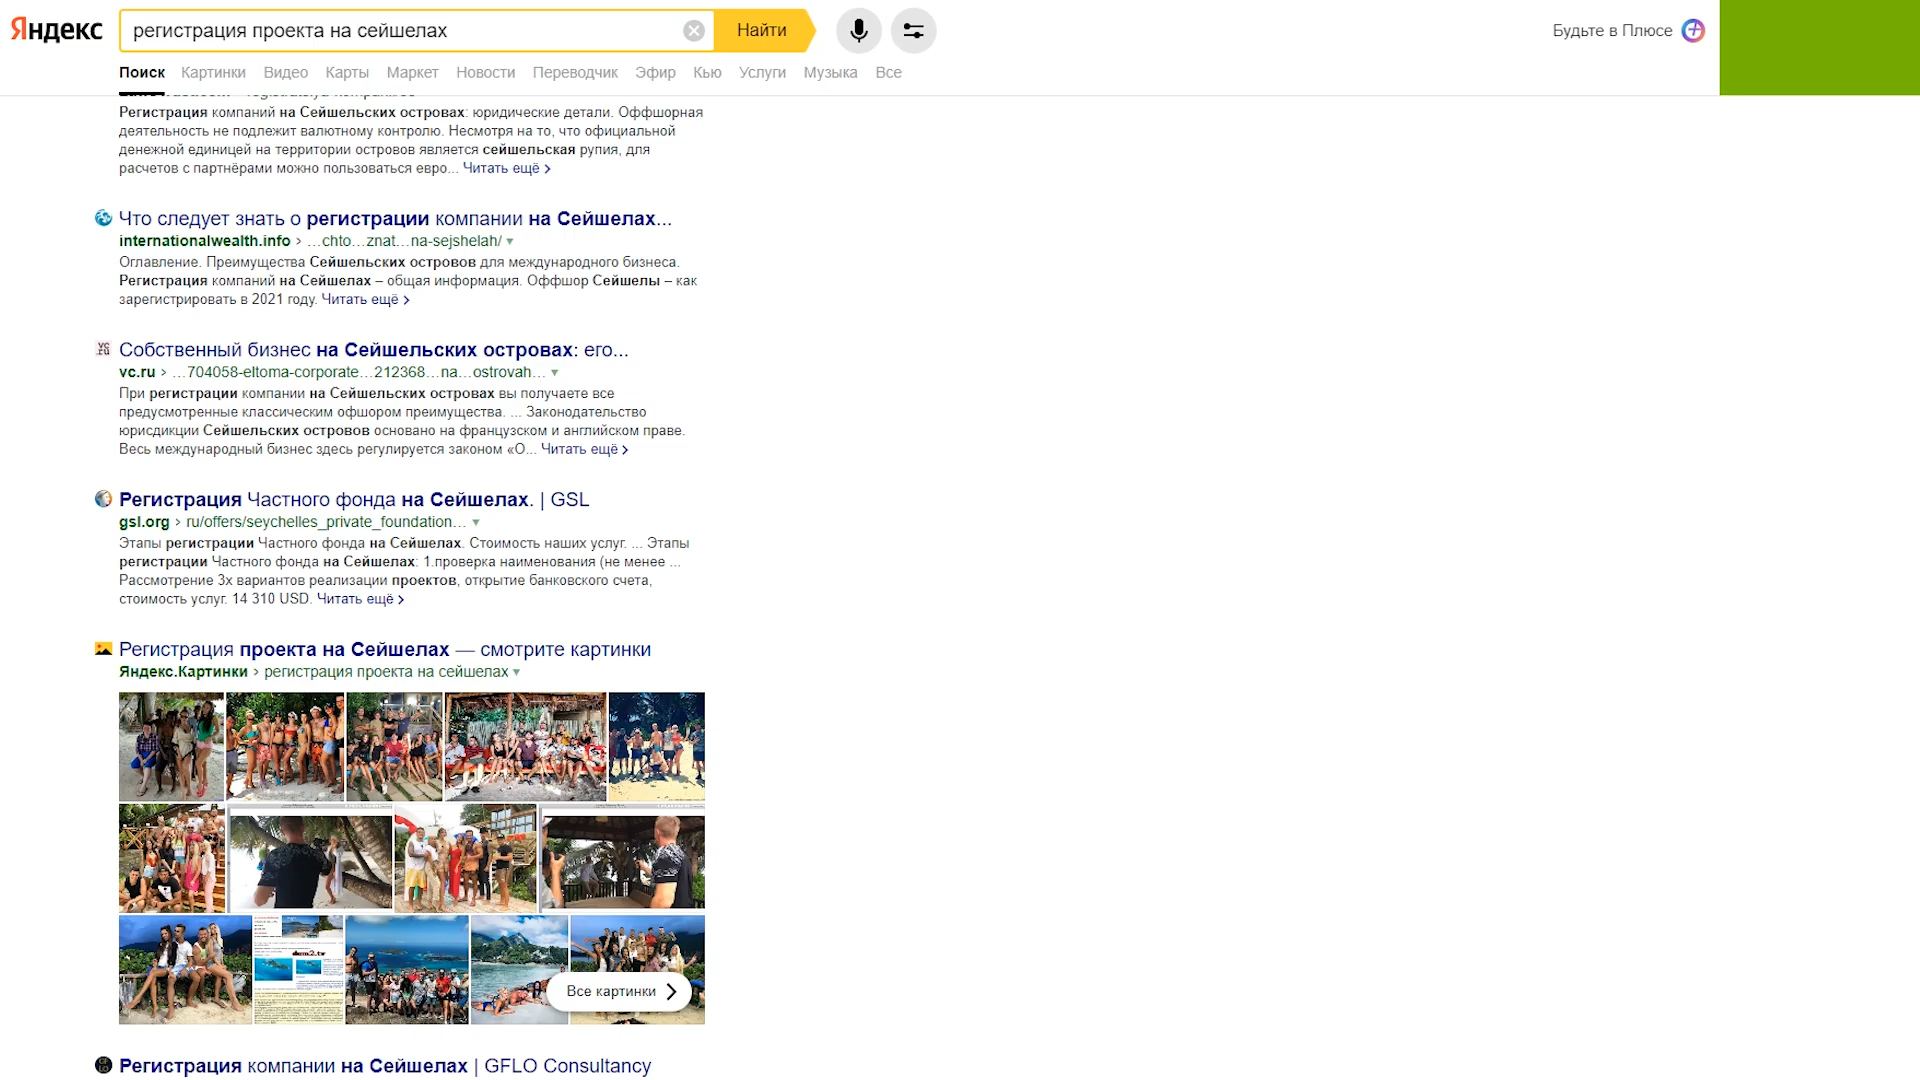 Яндекс
регистрация проекта на сейшелах
Найти
Будьте в Плюсе
Поиск Картинки Видео Карты Маркет Новости Переводчик Эфир Кью Услуги Музыка Все
Регистрация компаний на Сейшельских островах: юридические детали. Оффшорная
деятельность не подлежит валютному контролю. Несмотря на то, что официальной
денежной единицей на территории островов является сейшельская рупия, для
расчетов с партнёрами можно пользоваться евро... Читать ещё >
Что следует знать о регистрации компании на Сейшелах...
internationalwealth.info > …chto…znat…na-sejshelah/
Оглавление. Преимущества Сейшельских островов для международного бизнеса.
Регистрация компаний на Сейшелах – общая информация. Оффшор Сейшелы – как
зарегистрировать в 2021 году. Читать ещё >
Собственный бизнес на Сейшельских островах: его...
vc.ru > …704058-eltoma-corporate…212368…na…ostrovah…
При регистрации компании на Сейшельских островах вы получаете все
предусмотренные классическим офшором преимущества. ... Законодательство
юрисдикции Сейшельских островов основано на французском и английском праве.
Весь международный бизнес здесь регулируется законом «О... Читать ещё >
Регистрация Частного фонда на Сейшелах. | GSL
gsl.org > ru/offers/seychelles_private_foundation…
Этапы регистрации Частного фонда на Сейшелах. Стоимость наших услуг. ... Этапы
регистрации Частного фонда на Сейшелах: 1.проверка наименования (не менее ...
Рассмотрение 3х вариантов реализации проектов, открытие банковского счета,
стоимость услуг. 14 310 USD. Читать ещё >
Регистрация проекта на Сейшелах — смотрите картинки
Яндекс.Картинки > регистрация проекта на сейшелах
dom2.tv
Все картинки
Регистрация компании на Сейшелах | GFLO Consultancy